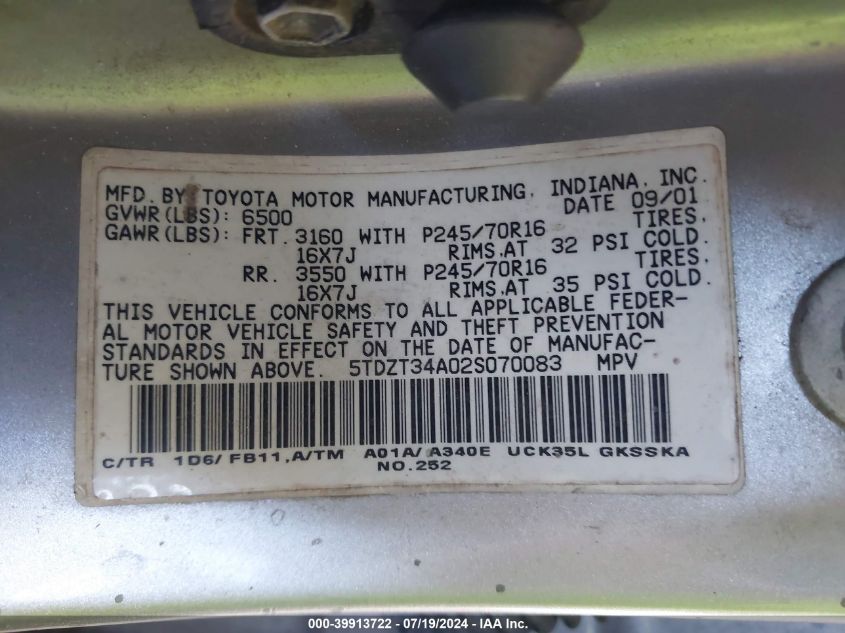 MFD. BY TOYOTA MOTOR MANUFACTURING, INDIANA, INC.
GVWR(LBS): 6500 DATE 09/01
GAWR(LBS): FRT. 3160 WITH P245/70R16 TIRES,
16X7J RIMS,AT 32 PSI COLD.
RR. 3550 WITH P245/70R16 TIRES,
16X7J RIMS,AT 35 PSI COLD.
THIS VEHICLE CONFORMS TO ALL APPLICABLE FEDER-
AL MOTOR VEHICLE SAFETY AND THEFT PREVENTION
STANDARDS IN EFFECT ON THE DATE OF MANUFAC-
TURE SHOWN ABOVE. 5TDZT34A02S070083 MPV
C/TR 1D6/FB11,A/TM A01A/A340E UCK35L GKSSKA
NO.252
000-39913722 - 07/19/2024 - IAA Inc.